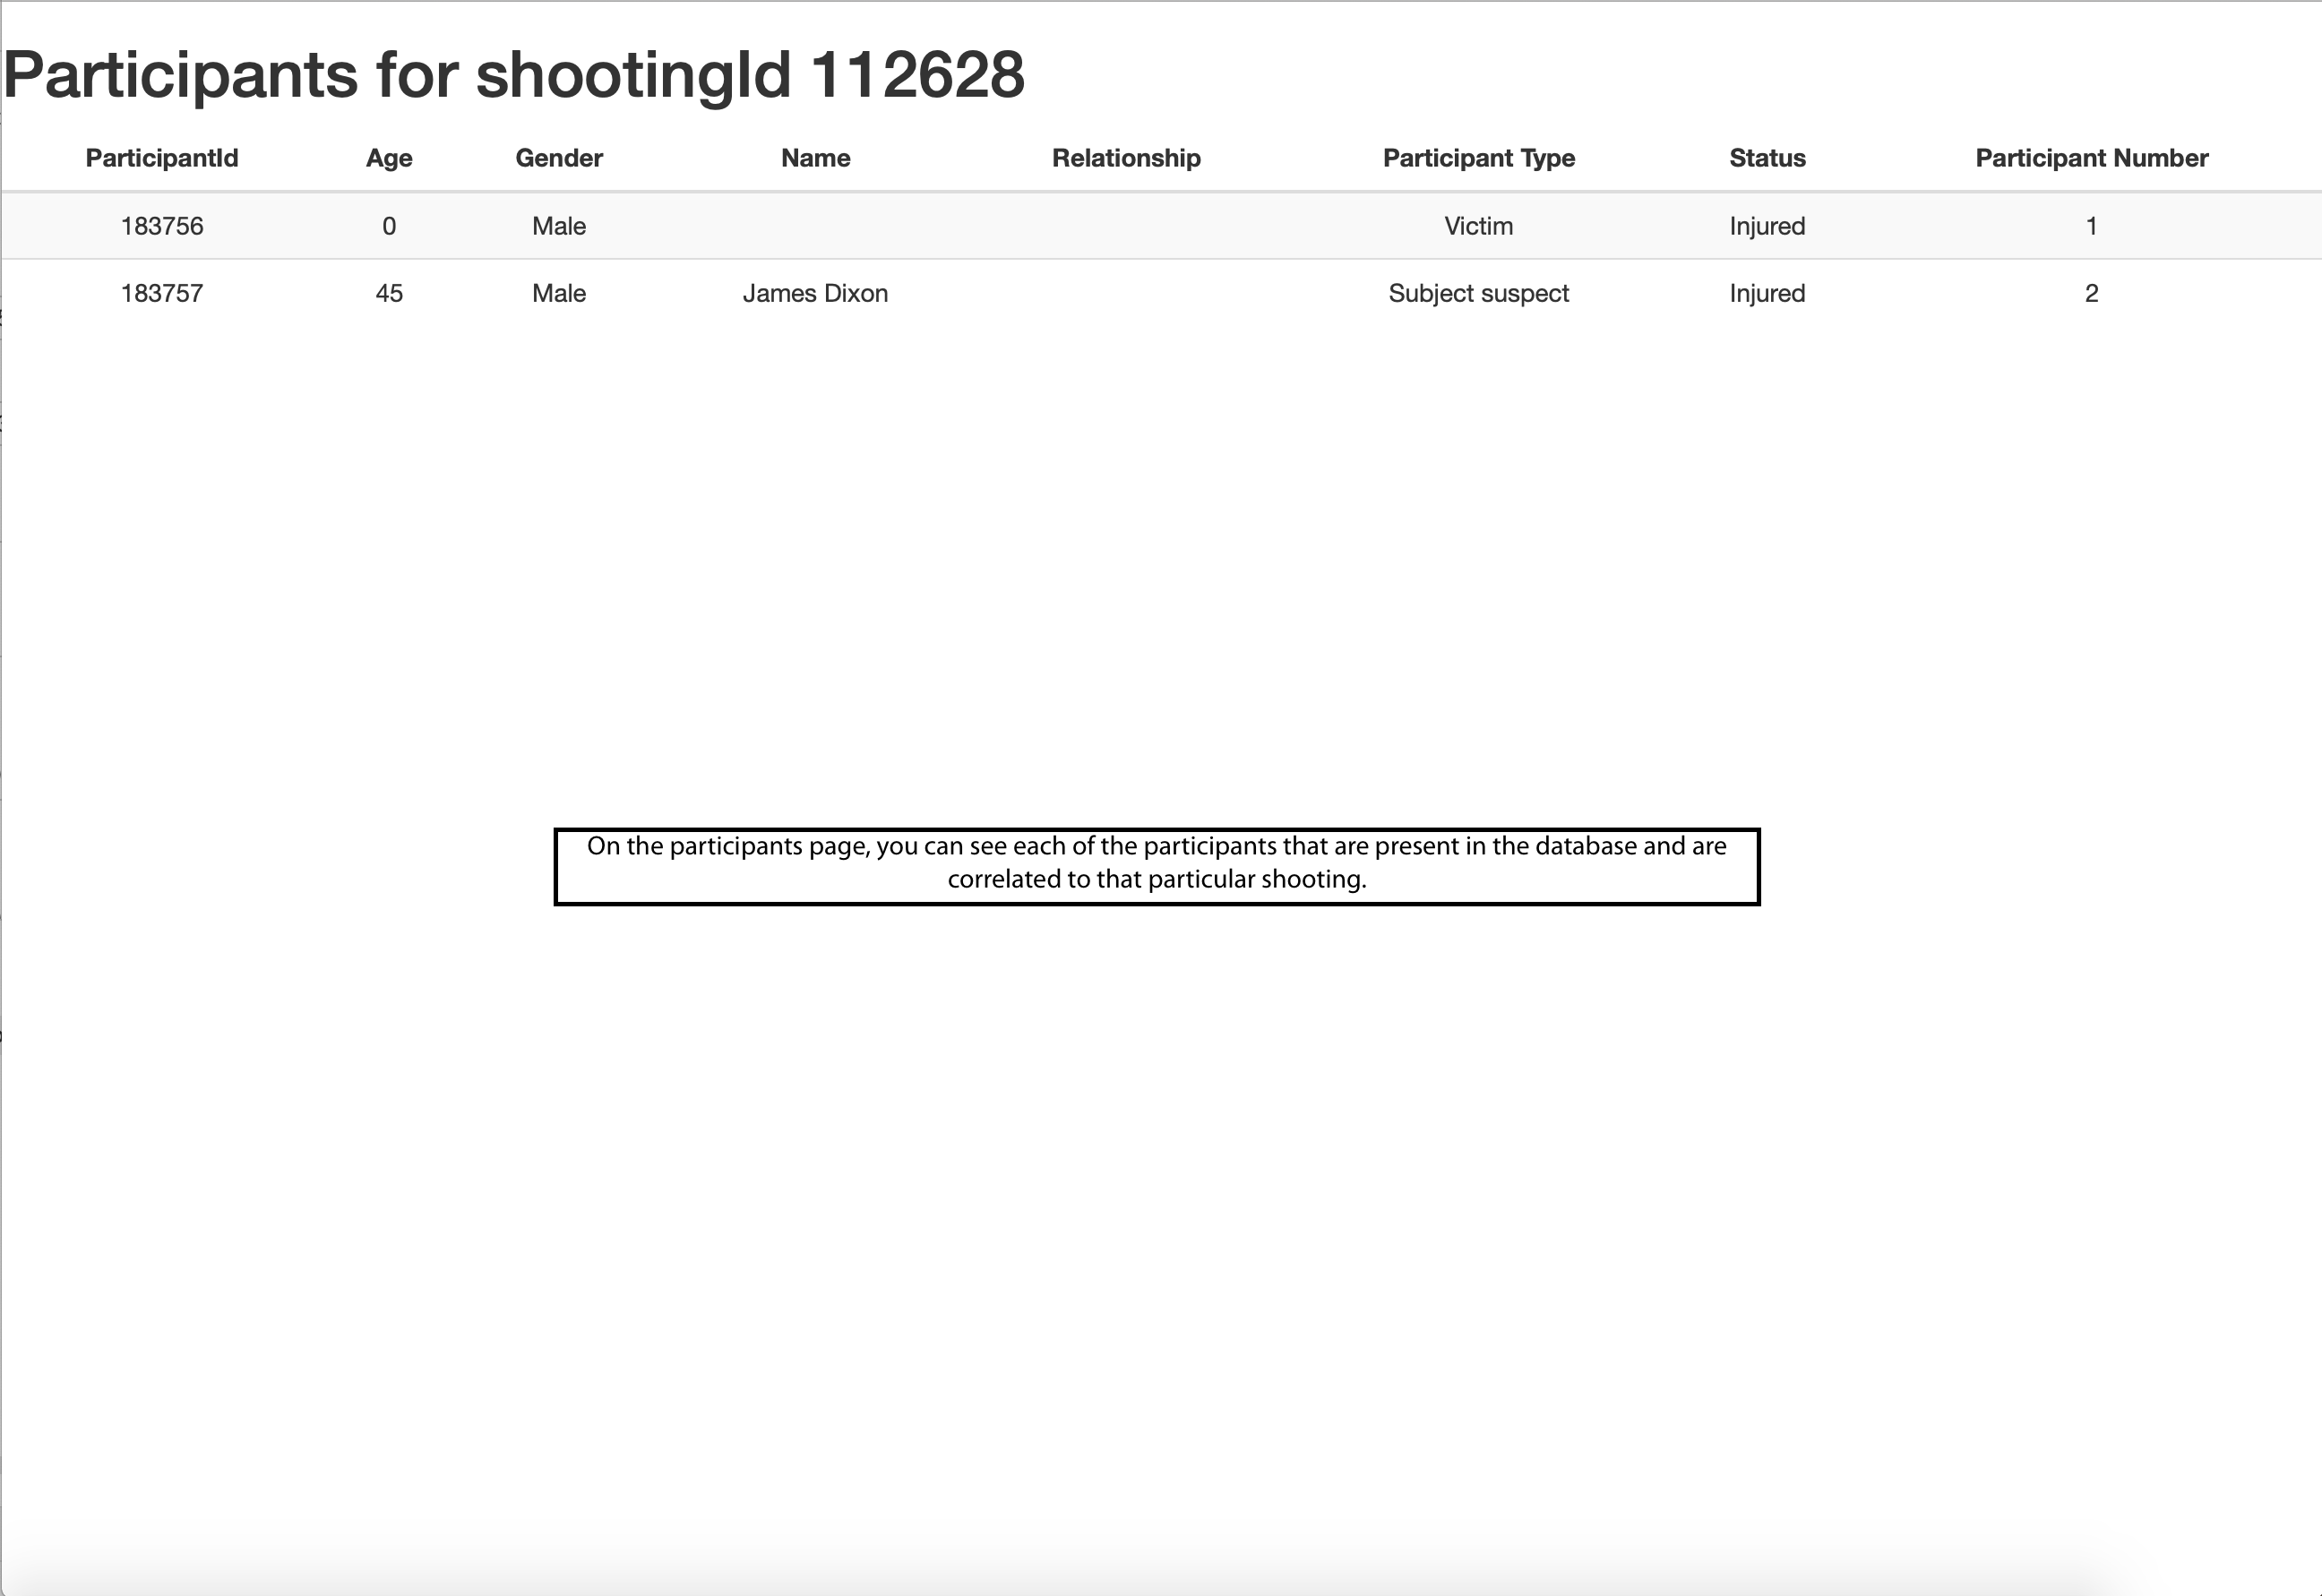 Participants for shootingId 112628
ParticipantId Age Gender Name Relationship Participant Type Status Participant Number
183756 0 Male Victim Injured 1
183757 45 Male James Dixon Subject suspect Injured 2
On the participants page, you can see each of the participants that are present in the database and are
correlated to that particular shooting.